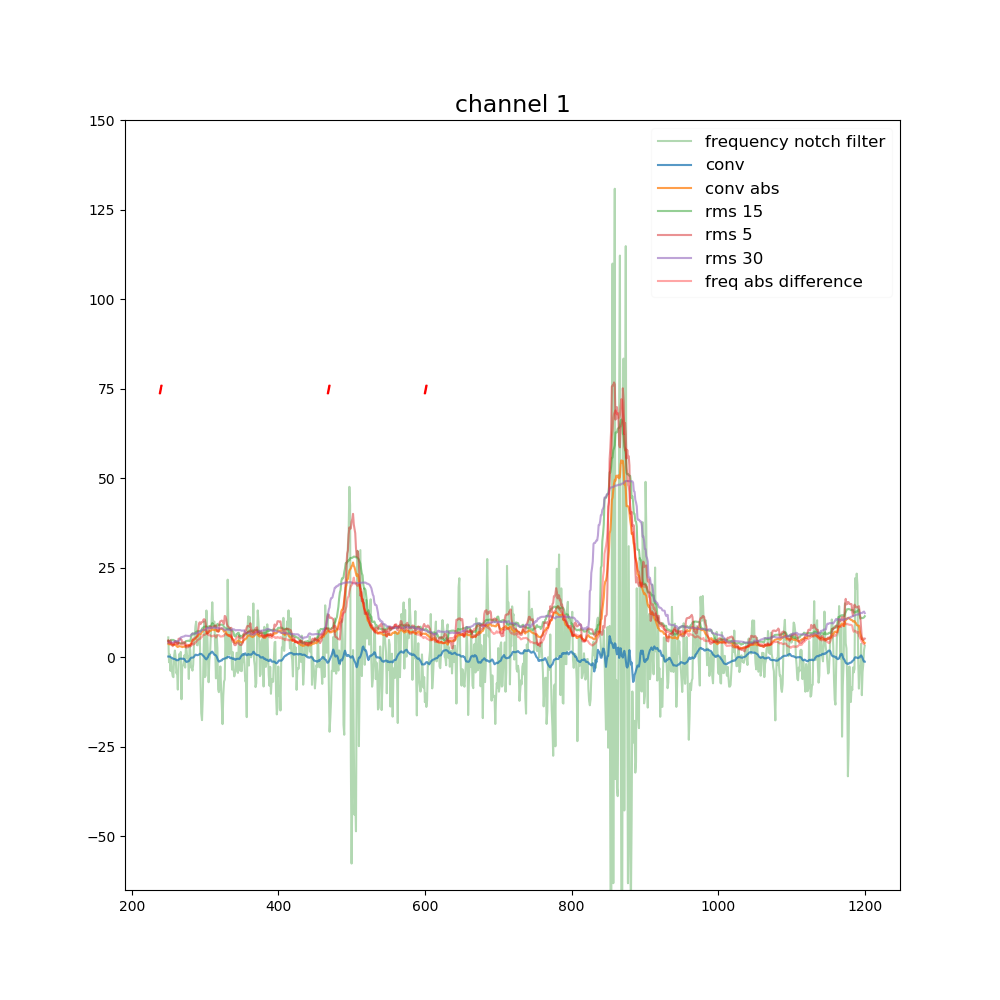 channel 1
150
125
100
75
50
25
0
−25
−50
200 400 600 800 1000 1200
frequency notch filter
conv
conv abs
rms 15
rms 5
rms 30
freq abs difference